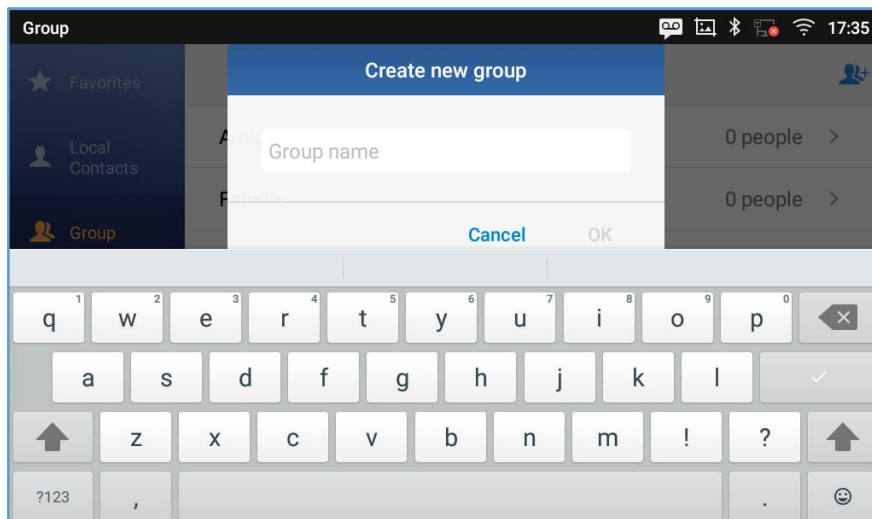 Group
17:35
Favorites
Create new group
Local
Contacts
Group name
0 people
Familia
0 people
Group
Cancel
OK
q 1 w 2 e 3 r 4 t 5 y 6 u 7 i 8 o 9 p 0
a s d f g h j k l
z x c v b n m ! ?
?123 , .